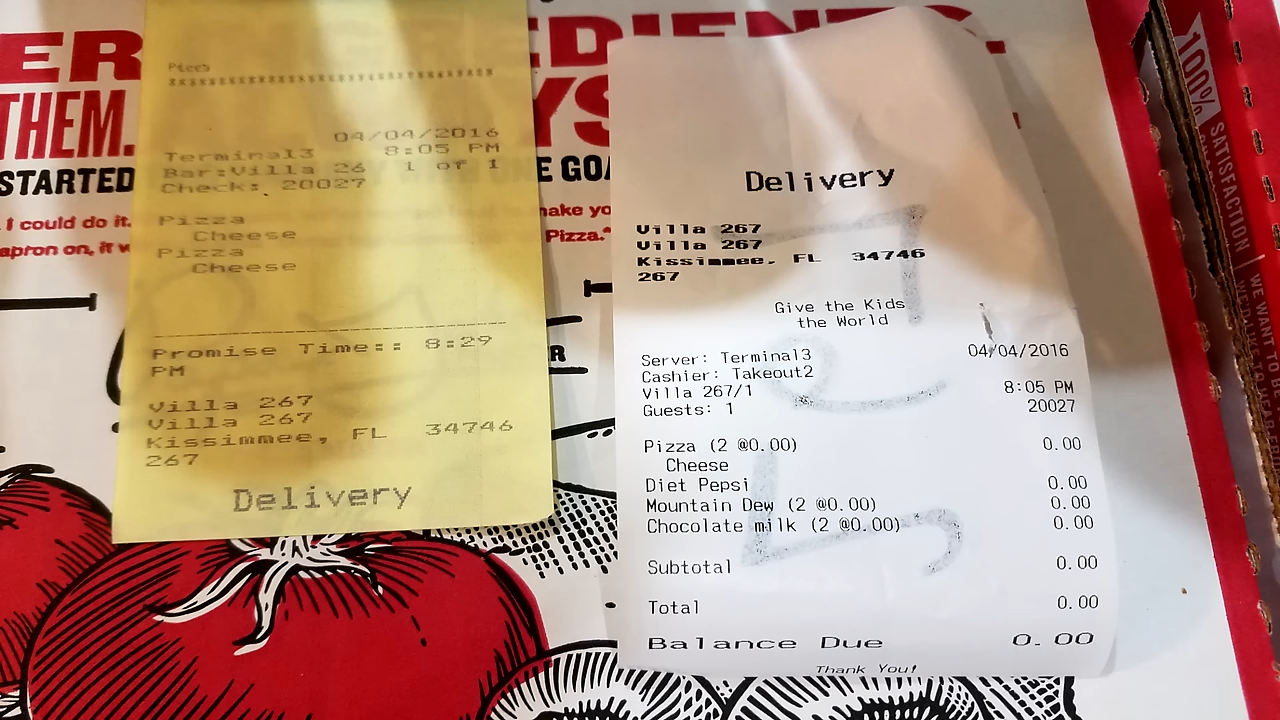 ER
EDIENTS.
THEM.
YS
STARTED
NE GOA
I could do it.
make yo
apron on, it w
Pizza."
R
Pizza
****************************************
04/04/2016
Terminal3 8:05 PM
Bar:Villa 26 1 of 1
Check: 20027
Pizza
Cheese
Pizza
Cheese
Promise Time:: 8:29
PM
Villa 267
Villa 267
Kissimmee, FL 34746
267
Delivery
Delivery
Villa 267
Villa 267
Kissimmee, FL 34746
267
Give the Kids
the World
Server: Terminal3 04/04/2016
Cashier: Takeout2
Villa 267/1 8:05 PM
Guests: 1 20027
Pizza (2 @0.00) 0.00
Cheese
Diet Pepsi 0.00
Mountain Dew (2 @0.00) 0.00
Chocolate milk (2 @0.00) 0.00
Subtotal 0.00
Total 0.00
Balance Due 0.00
Thank You!
100%
SATISFACTION
WE WANT TO